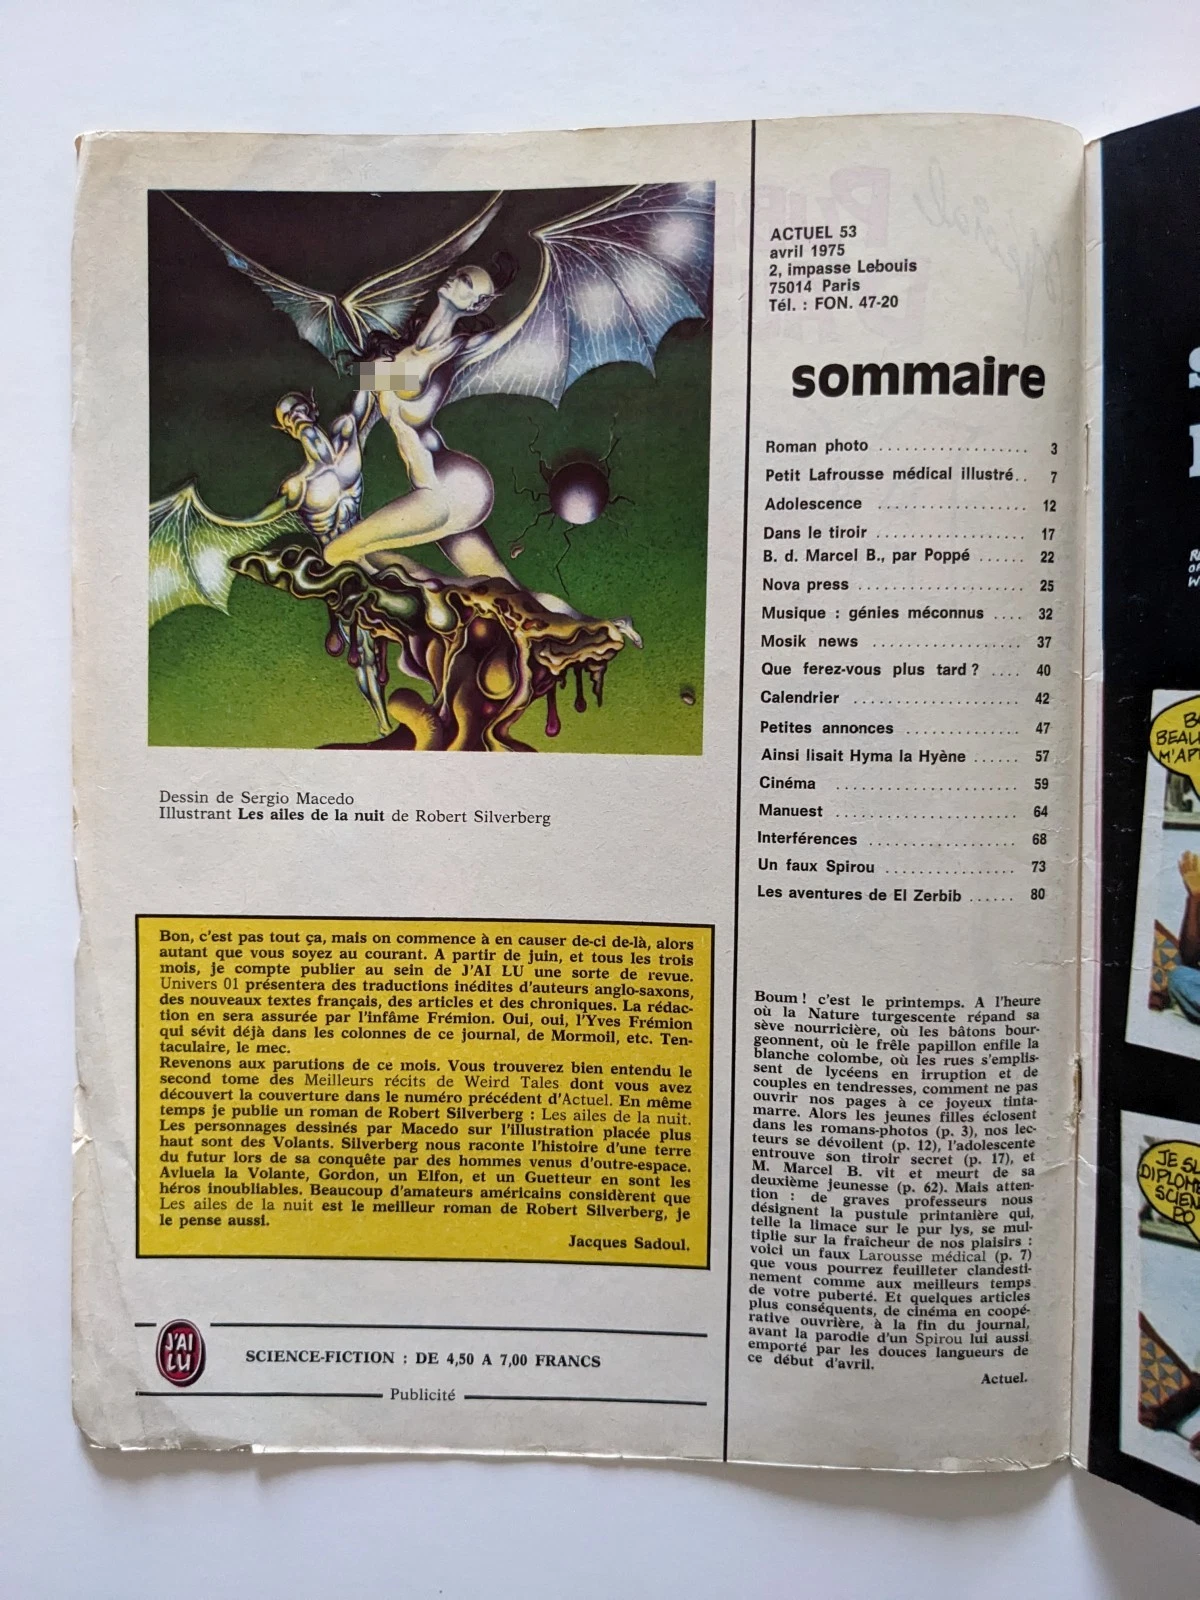 Dessin de Sergio Macedo
Illustrant Les ailes de la nuit de Robert Silverberg
Bon, c'est pas tout ça, mais on commence à en causer de-ci de-là, alors
autant que vous soyez au courant. A partir de juin, et tous les trois
mois, je compte publier au sein de J'AI LU une sorte de revue.
Univers 01 présentera des traductions inédites d'auteurs anglo-saxons,
des nouveaux textes français, des articles et des chroniques. La rédac-
tion en sera assurée par l'infâme Frémion. Oui, oui, l'Yves Frémion
qui sévit déjà dans les colonnes de ce journal, de Mormoil, etc. Ten-
taculaire, le mec.
Revenons aux parutions de ce mois. Vous trouverez bien entendu le
second tome des Meilleurs récits de Weird Tales dont vous avez
découvert la couverture dans le numéro précédent d'Actuel. En même
temps je publie un roman de Robert Silverberg : Les ailes de la nuit.
Les personnages dessinés par Macedo sur l'illustration placée plus
haut sont des Volants. Silverberg nous raconte l'histoire d'une terre
du futur lors de sa conquête par des hommes venus d'outre-espace.
Avluela la Volante, Gordon, un Elfon, et un Guetteur en sont les
héros inoubliables. Beaucoup d'amateurs américains considèrent que
Les ailes de la nuit est le meilleur roman de Robert Silverberg, je
le pense aussi.
Jacques Sadoul.
J'AI
LU
SCIENCE-FICTION : DE 4,50 A 7,00 FRANCS
Publicité
ACTUEL 53
avril 1975
2, impasse Lebouis
75014 Paris
Tél. : FON. 47-20
sommaire
Roman photo .................. 3
Petit Lafrousse médical illustré.. 7
Adolescence .................. 12
Dans le tiroir .................. 17
B. d. Marcel B., par Poppé ...... 22
Nova press .................. 25
Musique : génies méconnus .... 32
Mosik news .................. 37
Que ferez-vous plus tard ? .... 40
Calendrier .................. 42
Petites annonces .............. 47
Ainsi lisait Hyma la Hyène ...... 57
Cinéma .................. 59
Manuest .................. 64
Interférences .................. 68
Un faux Spirou ................ 73
Les aventures de El Zerbib ...... 80
Boum ! c'est le printemps. A l'heure
où la Nature turgescente répand sa
sève nourricière, où les bâtons bour-
geonnent, où le frêle papillon enfile la
blanche colombe, où les rues s'emplis-
sent de lycéens en irruption et de
couples en tendresses, comment ne pas
ouvrir nos pages à ce joyeux tinta-
marre. Alors les jeunes filles éclosent
dans les romans-photos (p. 3), nos lec-
teurs se dévoilent (p. 12), l'adolescente
entrouve son tiroir secret (p. 17), et
M. Marcel B. vit et meurt de sa
deuxième jeunesse (p. 62). Mais atten-
tion : de graves professeurs nous
désignent la pustule printanière qui,
telle la limace sur le pur lys, se mul-
tiplie sur la fraîcheur de nos plaisirs :
voici un faux Larousse médical (p. 7)
que vous pourrez feuilleter clandesti-
nement comme aux meilleurs temps
de votre puberté. Et quelques articles
plus conséquents, de cinéma en coopé-
rative ouvrière, à la fin du journal,
avant la parodie d'un Spirou lui aussi
emporté par les douces langueurs de
ce début d'avril.
Actuel.
BEAU
M'AP
JE SU
DIPLOME
SCIEN
PO